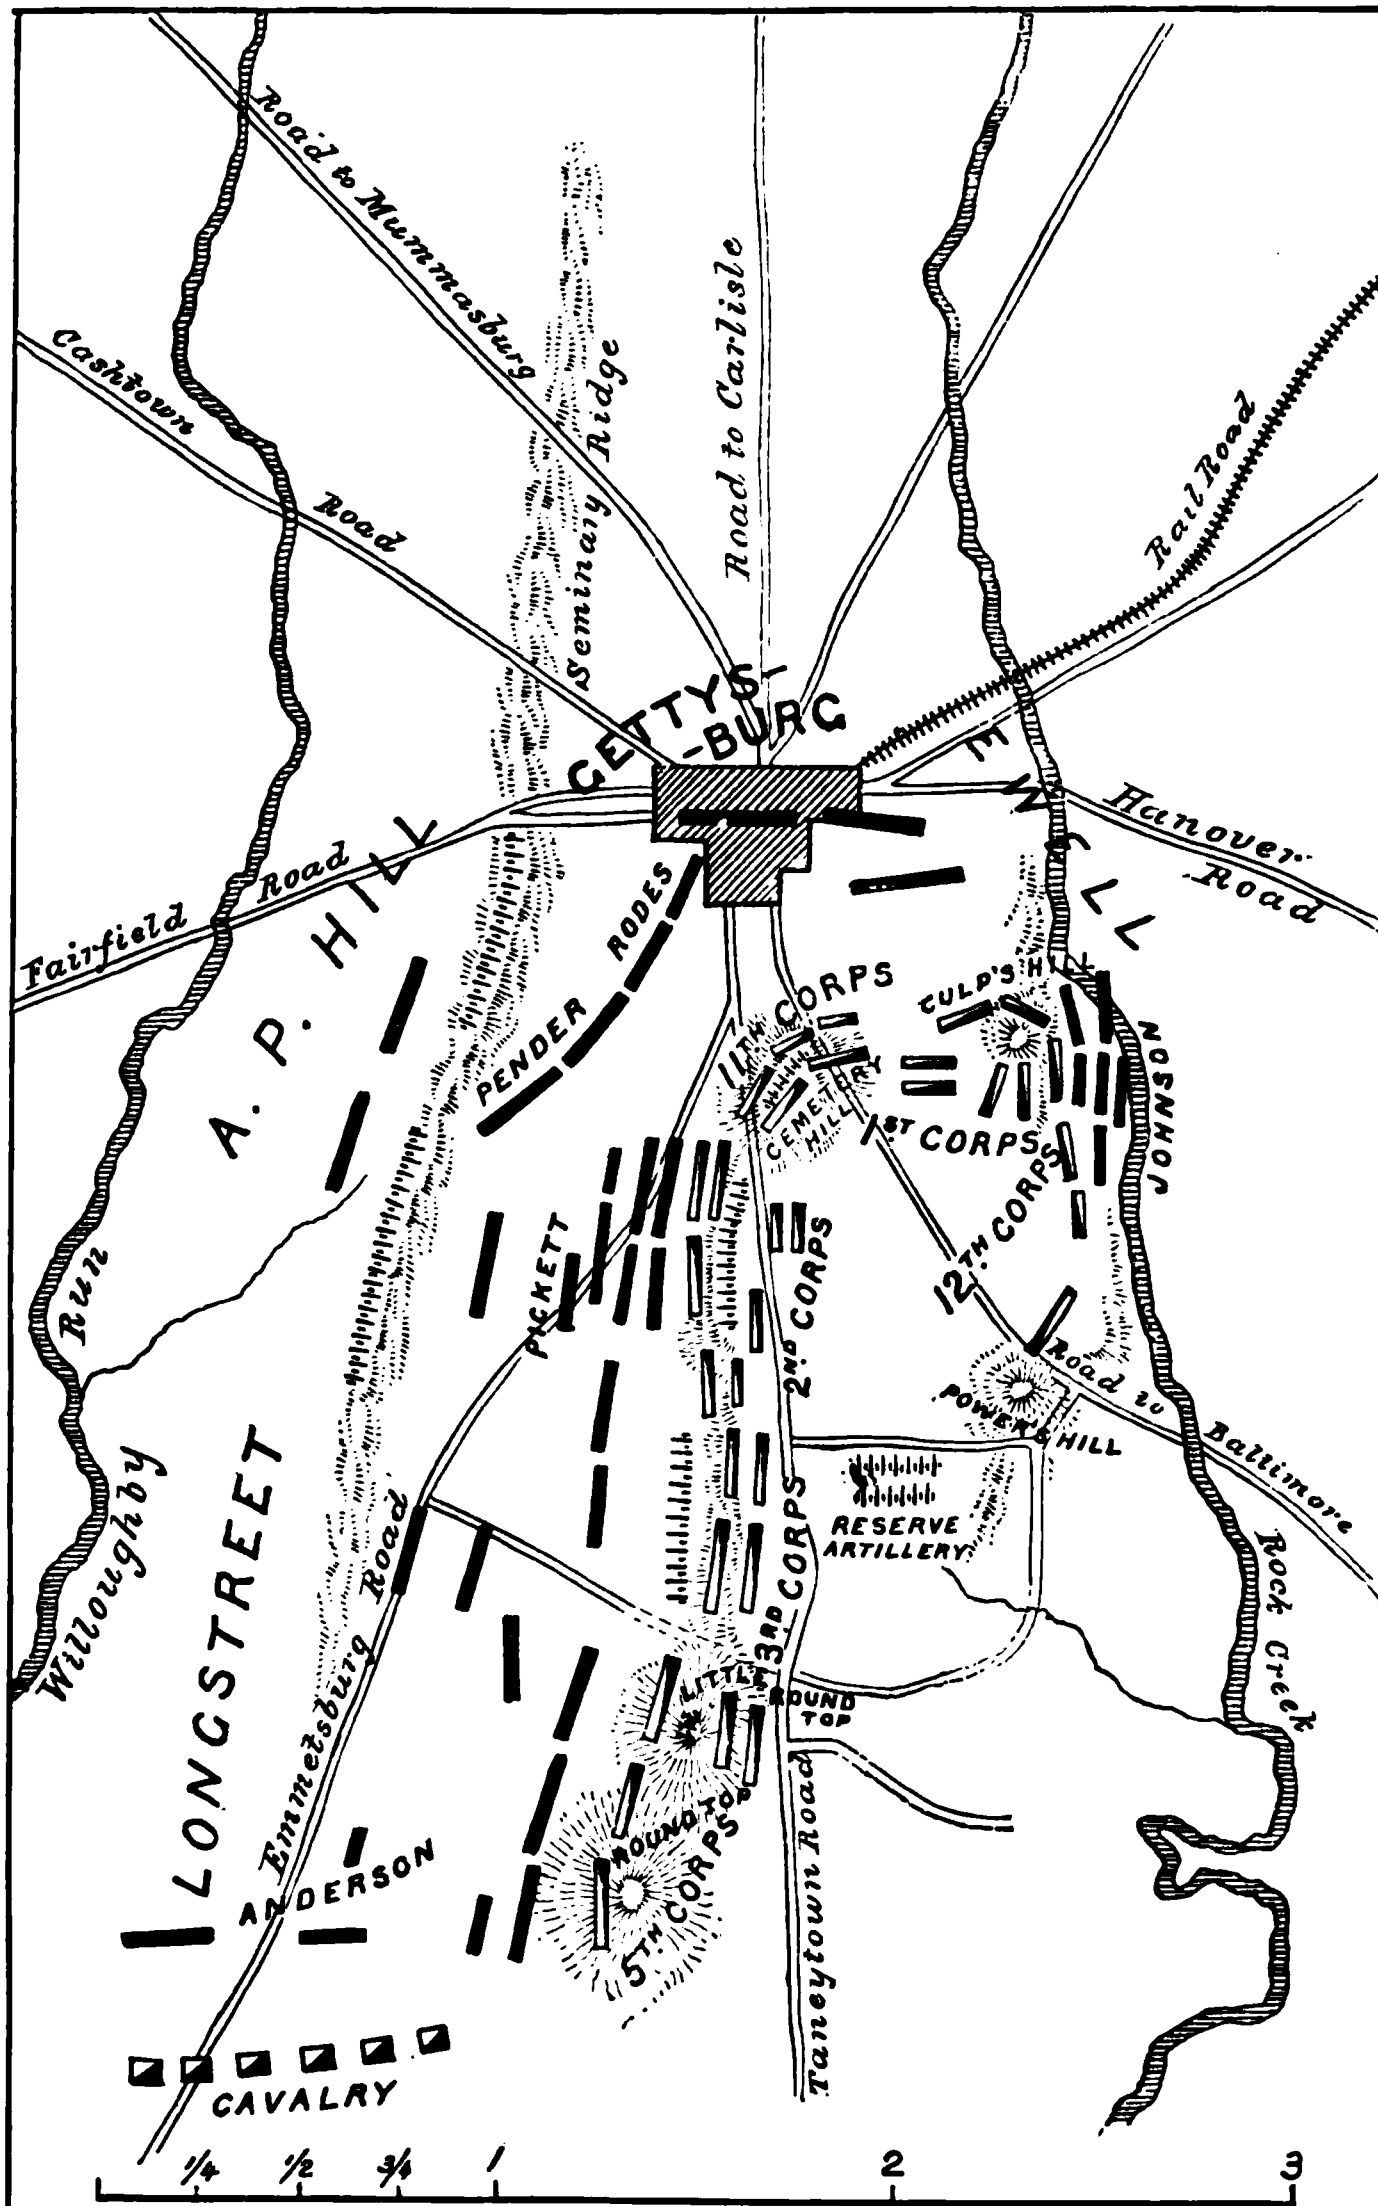 Road to Mummasburg
Cashtown Road
Seminary Ridge
Road to Carlisle
Rail Road
GETTYS-
-BURG
EWELL
Hanover
Road
Fairfield Road
A. P. HILL
RODES
PENDER
11TH CORPS
CULP'S HILL
CEMETORY
HILL
1ST CORPS
JOHNSON
12TH CORPS
PICKETT
2ND CORPS
Willoughby Run
POWER'S HILL
Road to Baltimore
RESERVE
ARTILLERY
LONGSTREET
Emmetsburg Road
3RD CORPS
LITTLE ROUND
TOP
Rock Creek
ROUND TOP
5TH CORPS
Taneytown Road
ANDERSON
CAVALRY
1/4 1/2 3/4 1 2 3